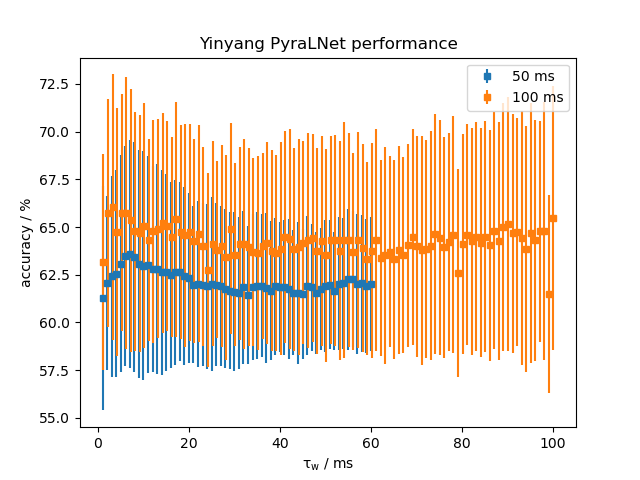 Yinyang PyraLNet performance
50 ms
100 ms
accuracy / %
72.5
70.0
67.5
65.0
62.5
60.0
57.5
55.0
0 20 40 60 80 100
τw / ms